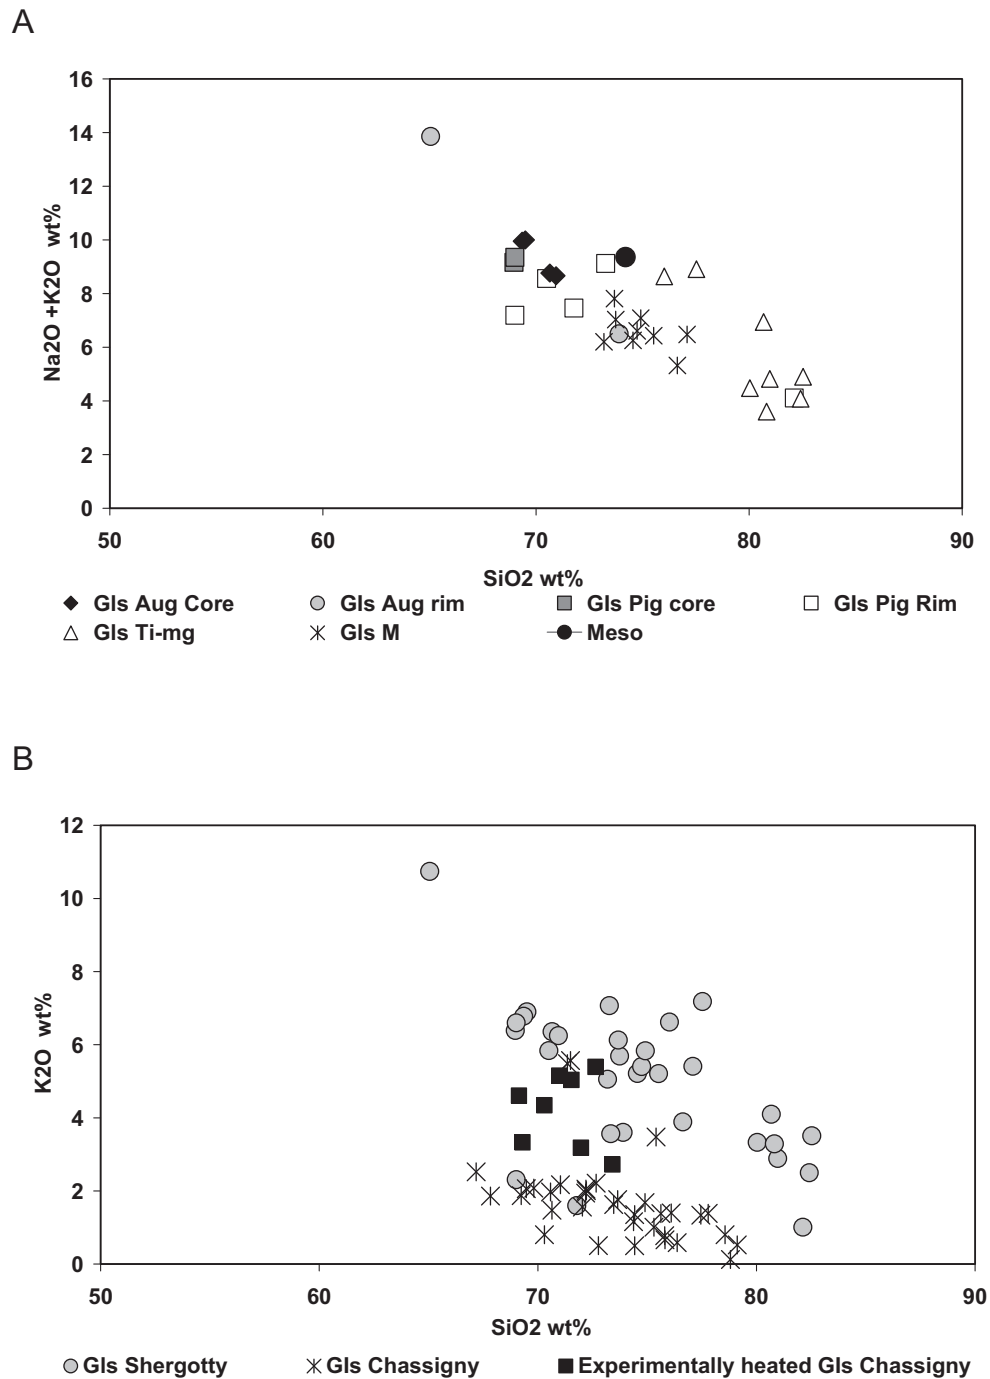 A
16
14
12
10
8
6
4
2
0
Na2O +K2O wt%
50 60 70 80 90
SiO2 wt%
Gls Aug Core Gls Aug rim Gls Pig core Gls Pig Rim
Gls Ti-mg Gls M Meso
B
12
10
8
6
4
2
0
K2O wt%
50 60 70 80 90
SiO2 wt%
Gls Shergotty Gls Chassigny Experimentally heated Gls Chassigny